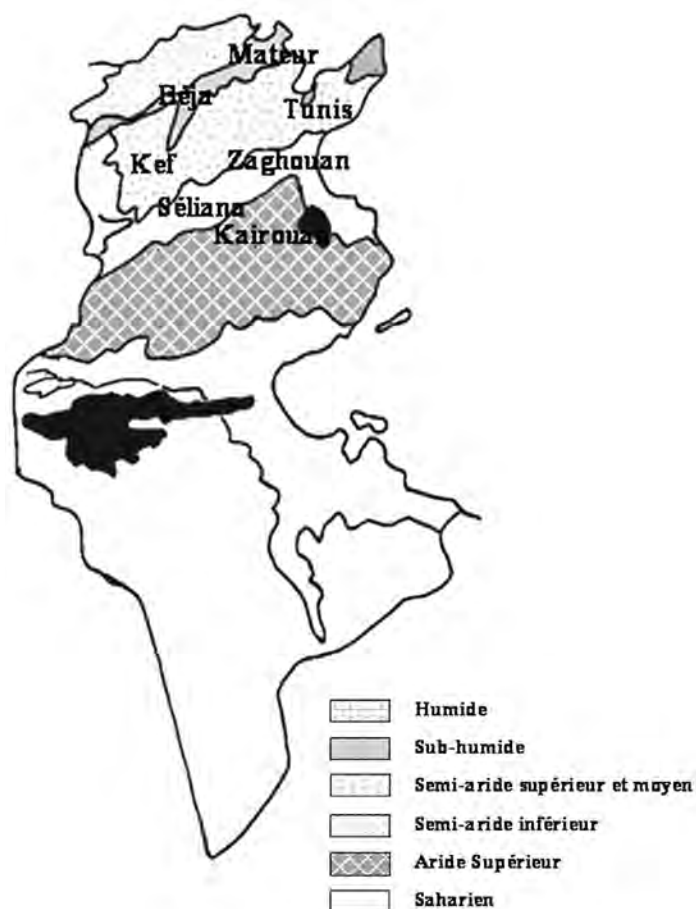 Mateur
Béja
Tunis
Kef
Zaghouan
Séliana
Kairouan
Humide
Sub-humide
Semi-aride supérieur et moyen
Semi-aride inférieur
Aride Supérieur
Saharien